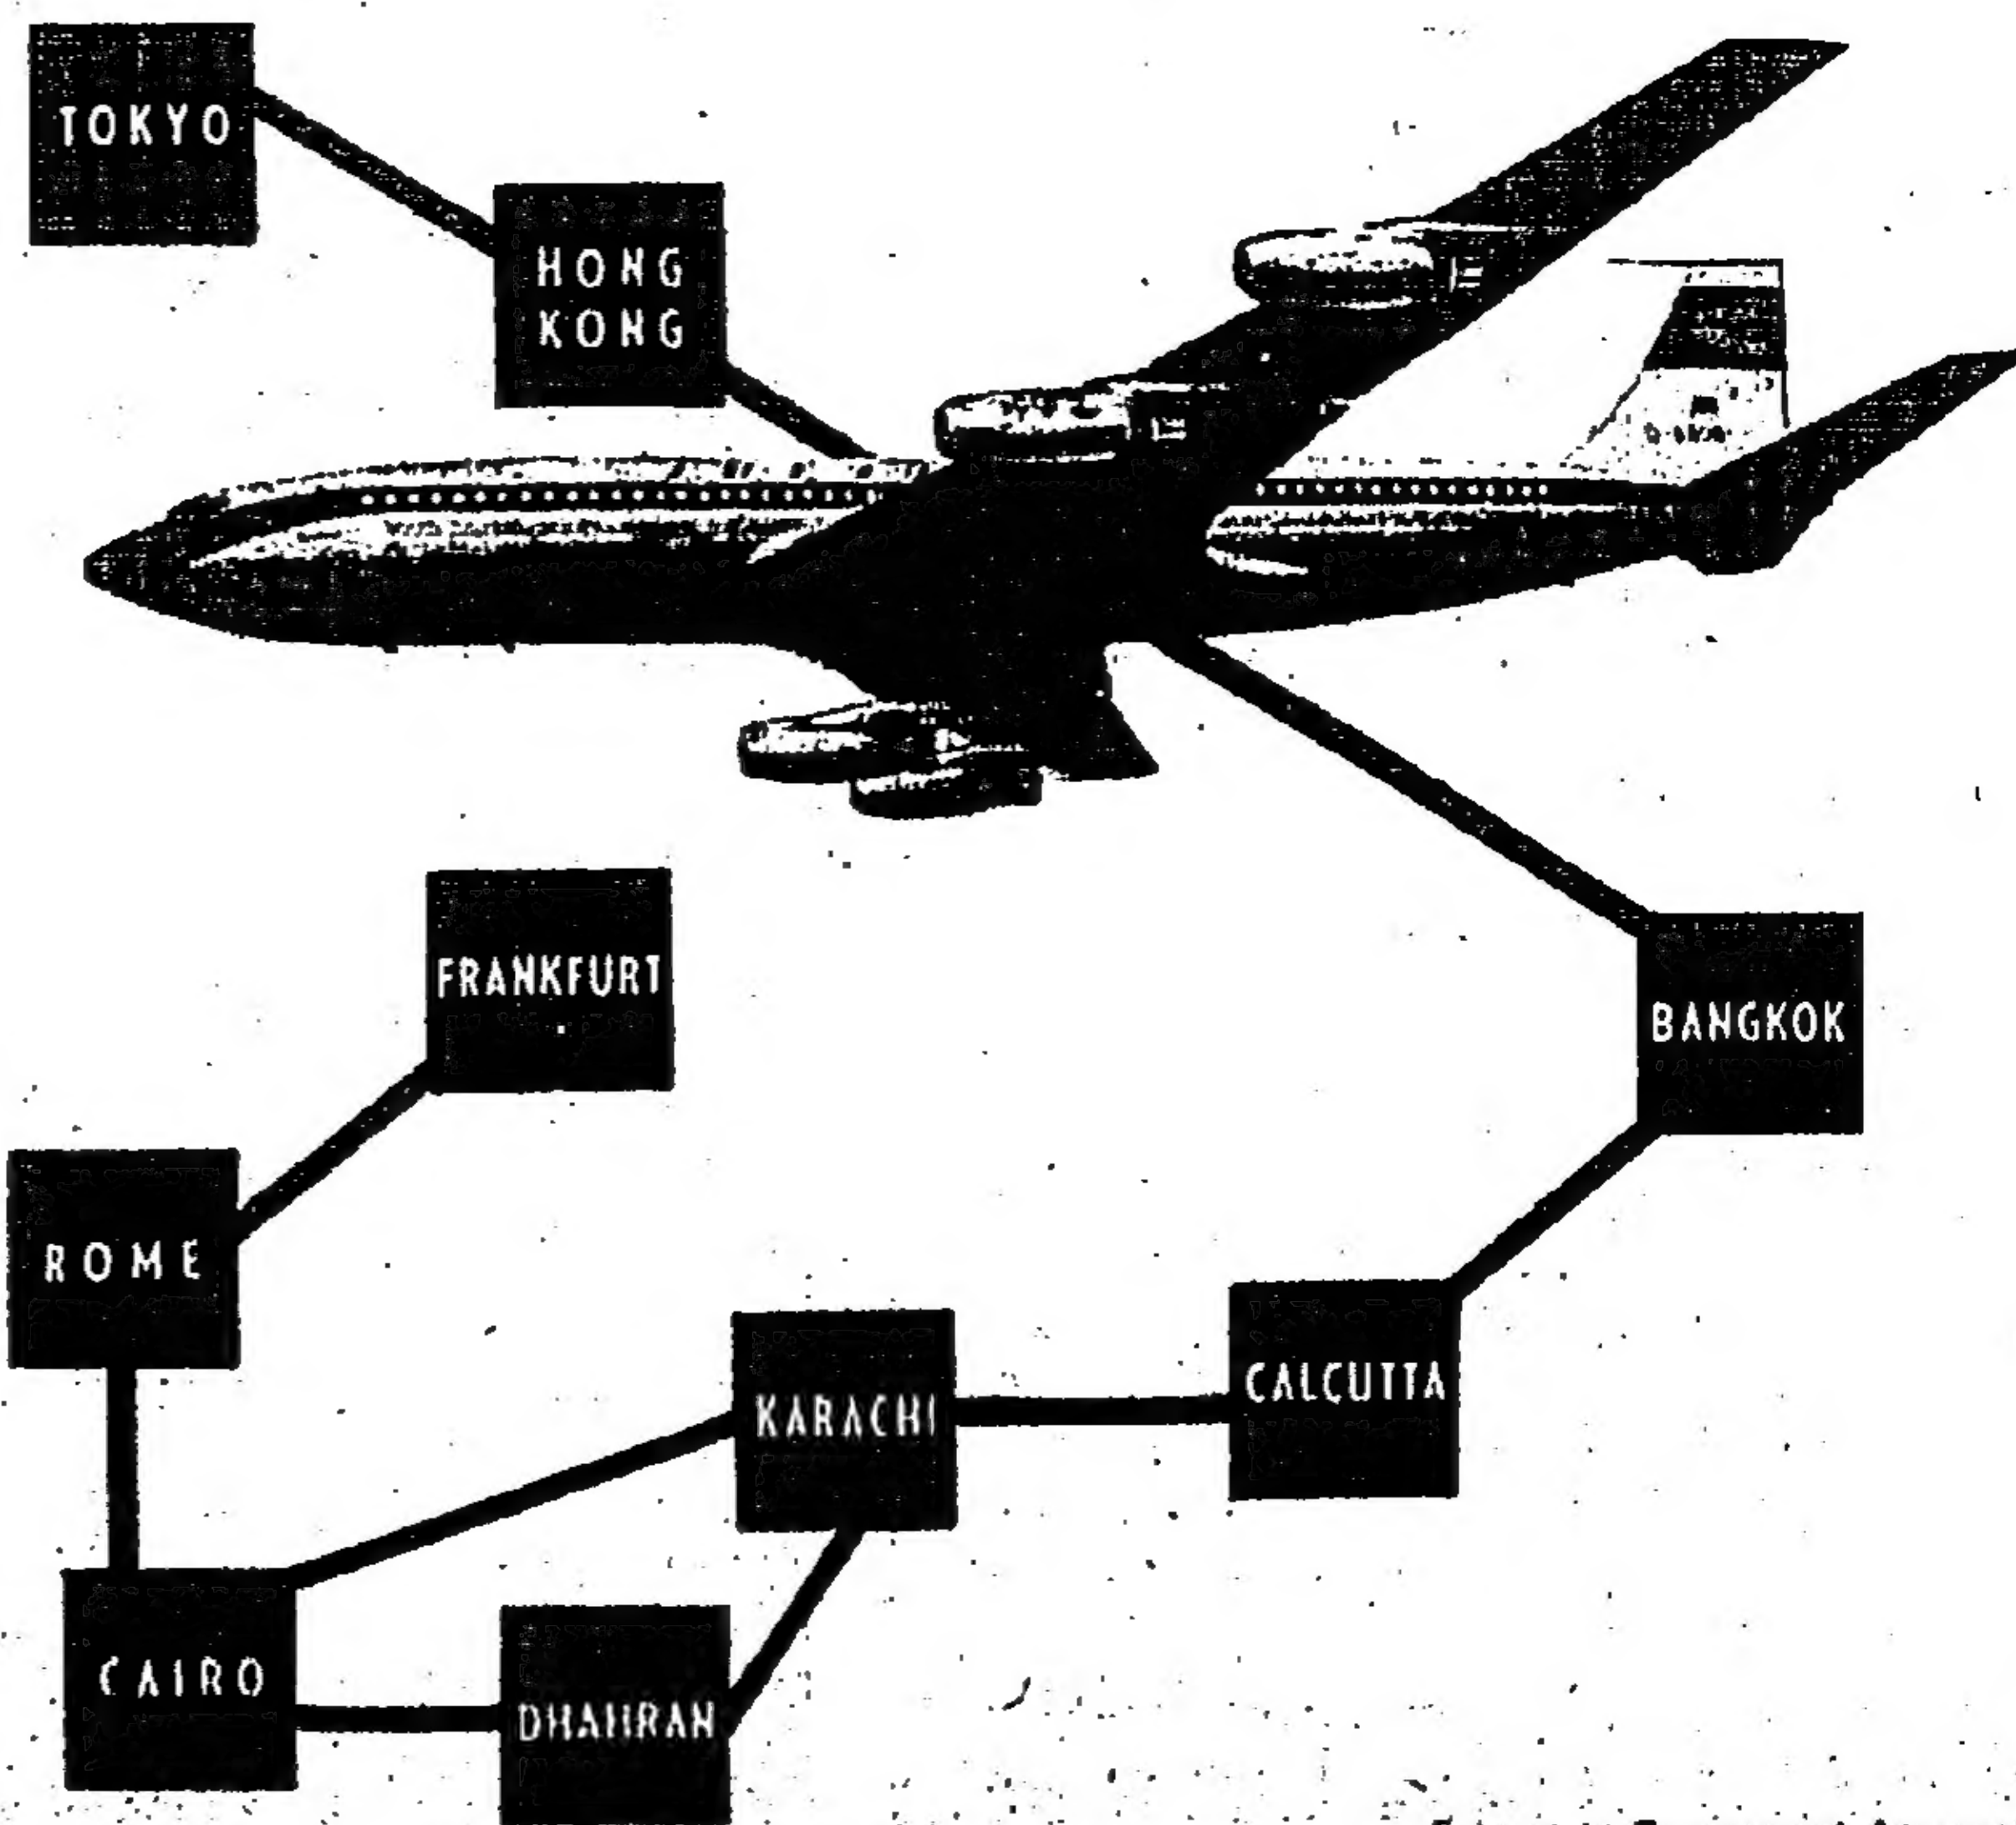 TOKYO
HONG
KONG
FRANKFURT
BANGKOK
ROME
CALCUTTA
KARACHI
CAIRO
DHAHRAN